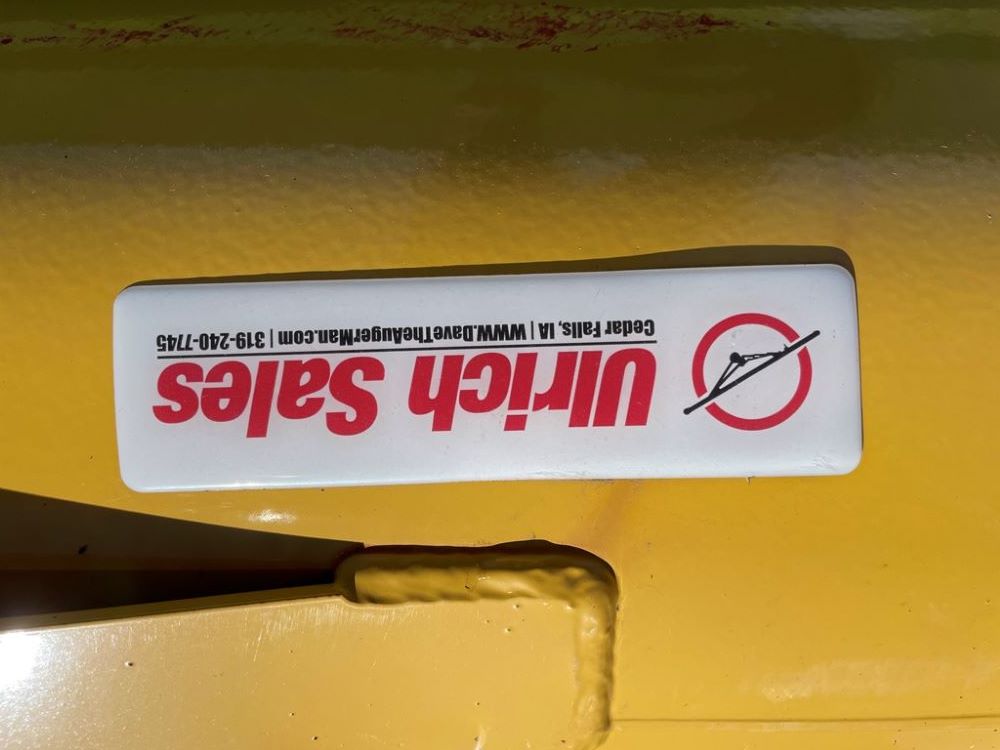 Ulrich Sales
Cedar Falls, IA | WWW.DaveTheAugerMan.com | 319-240-7745